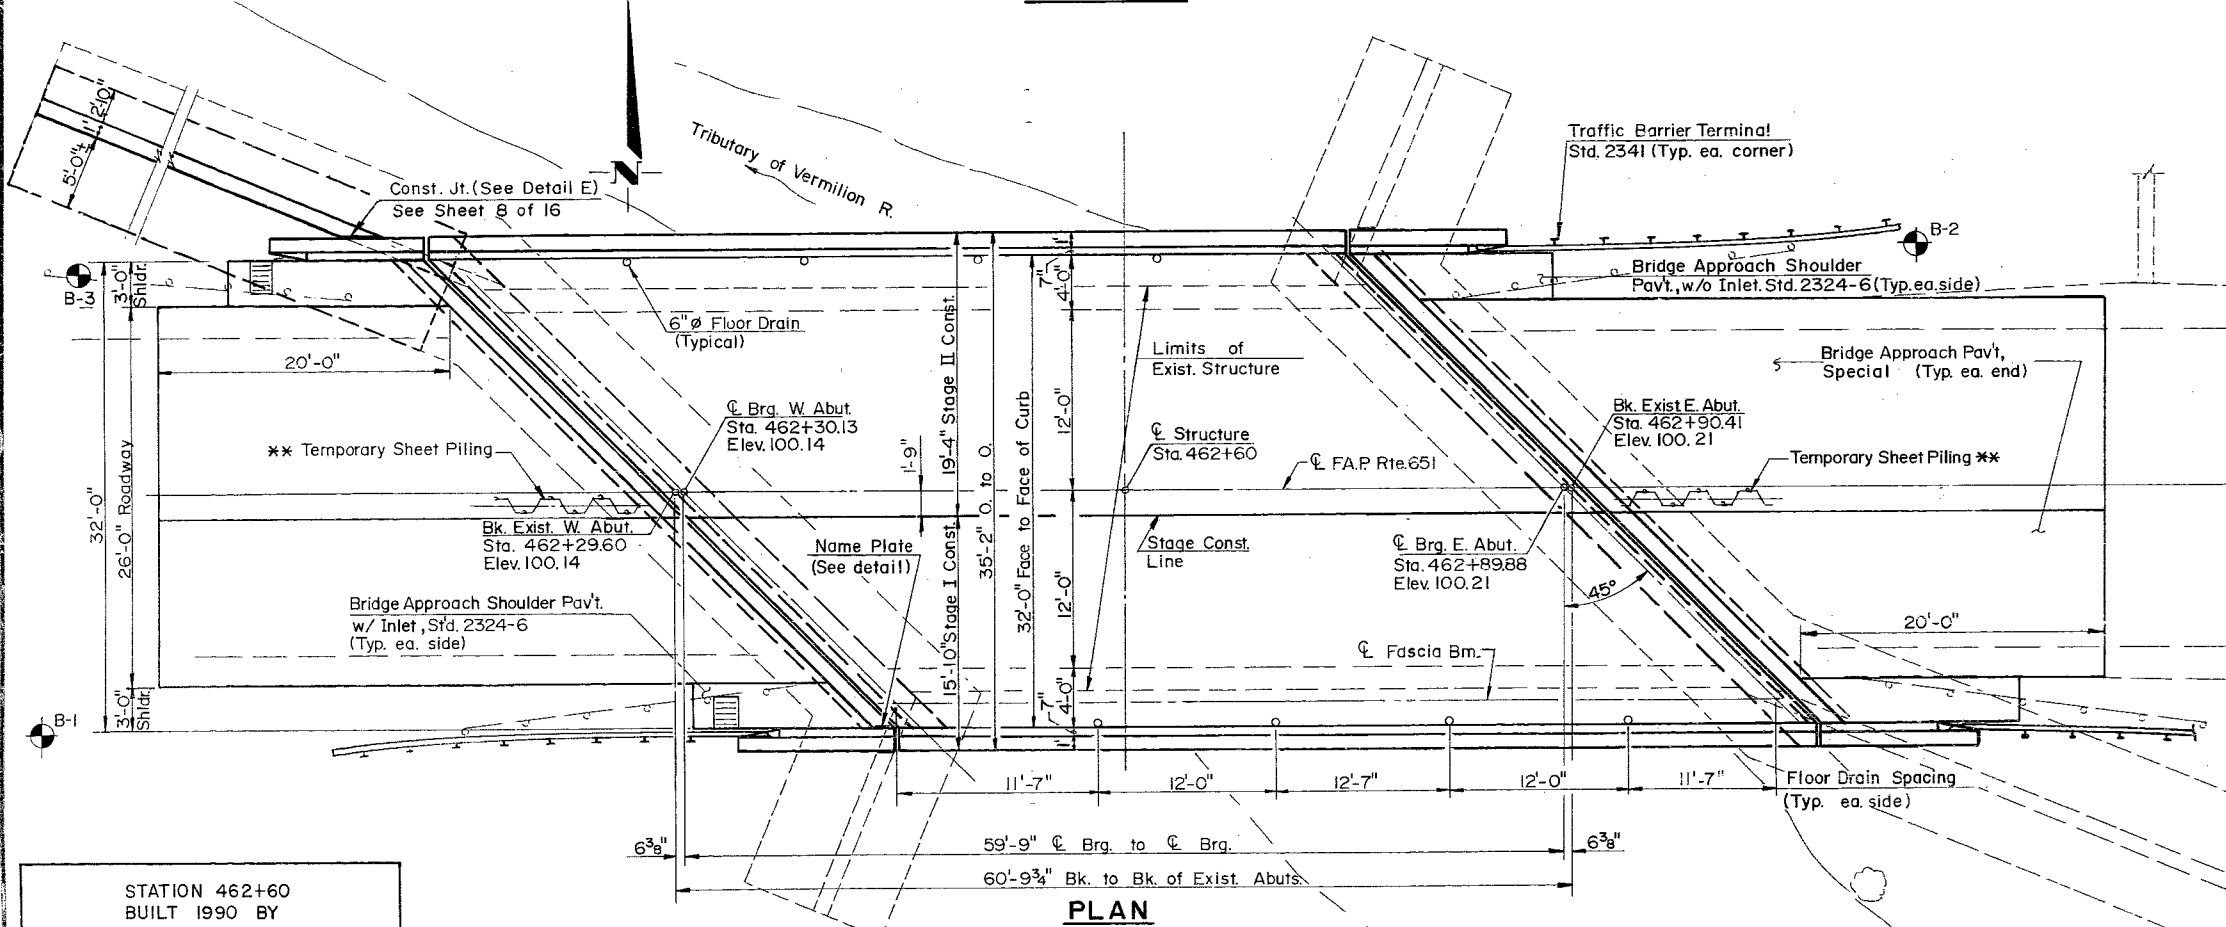 Traffic Barrier Terminal
Std. 2341 (Typ. ea. corner)
Tributary of Vermilion R.
2'-10"
1'
5'-0"±
Const. Jt. (See Detail E)
See Sheet 8 of 16
N
B-2
B-3
3'-0"
Shldr.
Bridge Approach Shoulder
Pav't., w/o Inlet. Std. 2324-6 (Typ. ea. side)
1'
7"
4'-0"
6"ø Floor Drain
(Typical)
20'-0"
Limits of
Exist. Structure
Bridge Approach Pav't,
Special (Typ. ea. end)
℄ Brg. W. Abut.
Sta. 462+30.13
Elev. 100.14
19'-4" Stage II Const.
12'-0"
Bk. Exist E. Abut.
Sta. 462+90.41
Elev. 100.21
℄ Structure
Sta. 462+60
** Temporary Sheet Piling
1'-9"
℄ F.A.P. Rte. 651
Temporary Sheet Piling **
32'-0"
26'-0" Roadway
35'-2" O. to O.
32'-0" Face to Face of Curb
Bk. Exist. W. Abut.
Sta. 462+29.60
Elev. 100.14
Name Plate
(See detail)
Stage Const.
Line
℄ Brg. E. Abut.
Sta. 462+89.88
Elev. 100.21
45°
12'-0"
Bridge Approach Shoulder Pav't.
w/ Inlet, Std. 2324-6
(Typ. ea. side)
15'-10" Stage I Const.
℄ Fascia Bm.
20'-0"
3'-0"
Shldr.
B-1
4'-0"
7"
1'
11'-7"
12'-0"
12'-7"
12'-0"
11'-7"
Floor Drain Spacing
(Typ. ea. side)
6 3/8"
59'-9" ℄ Brg. to ℄ Brg.
6 3/8"
60'-9 3/4" Bk. to Bk. of Exist. Abuts.
PLAN
STATION 462+60
BUILT 1990 BY